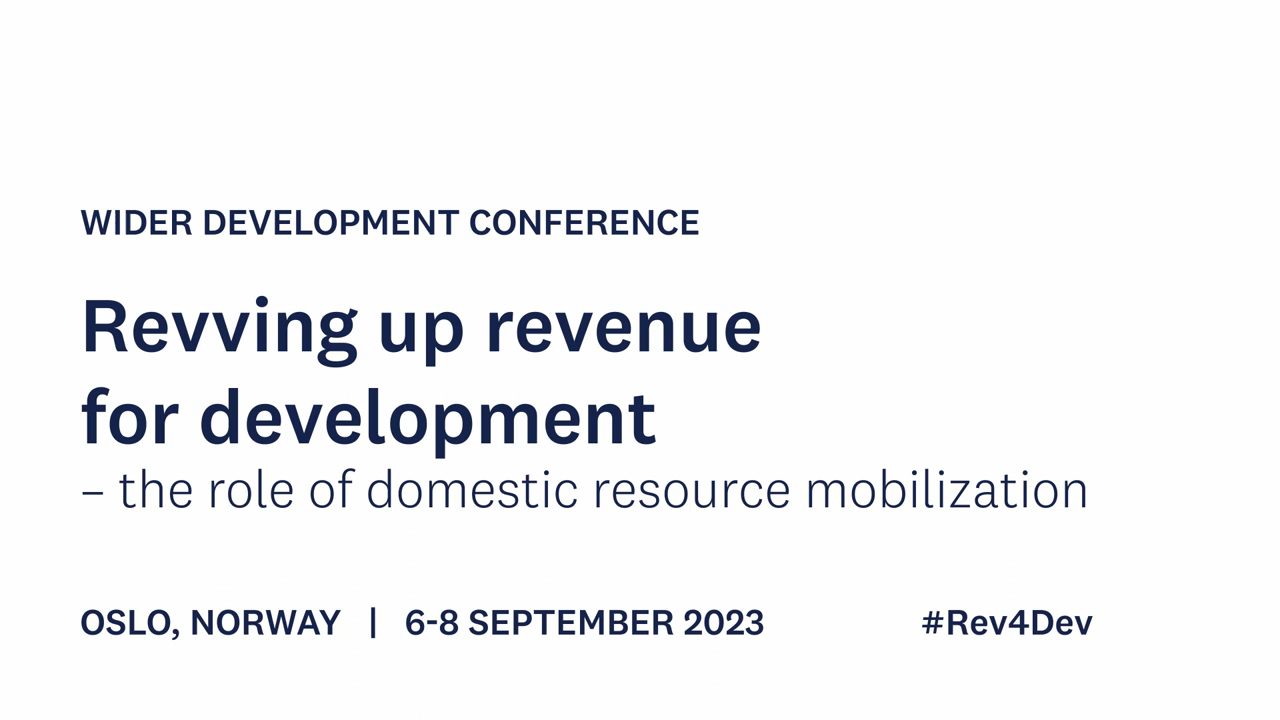 WIDER DEVELOPMENT CONFERENCE
Revving up revenue
for development
– the role of domestic resource mobilization
OSLO, NORWAY | 6-8 SEPTEMBER 2023 #Rev4Dev